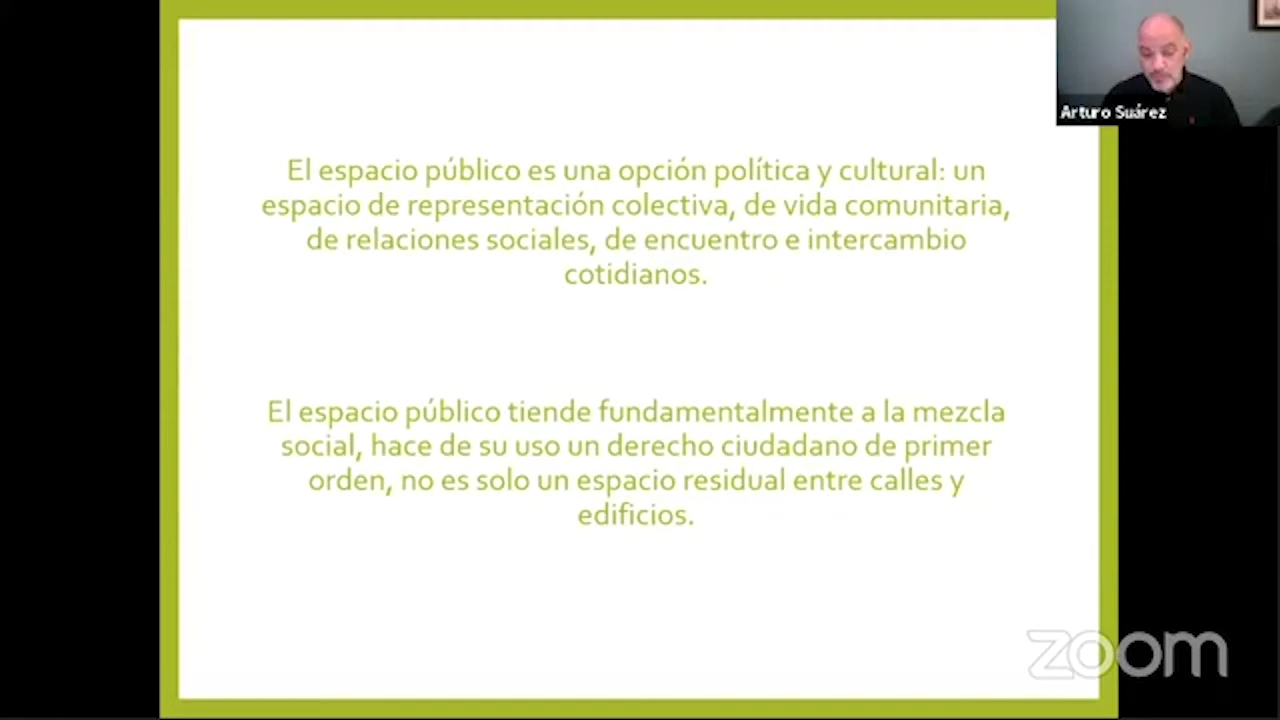 Arturo Suárez
El espacio público es una opción política y cultural: un
espacio de representación colectiva, de vida comunitaria,
de relaciones sociales, de encuentro e intercambio
cotidianos.
El espacio público tiende fundamentalmente a la mezcla
social, hace de su uso un derecho ciudadano de primer
orden, no es solo un espacio residual entre calles y
edificios.
zoom